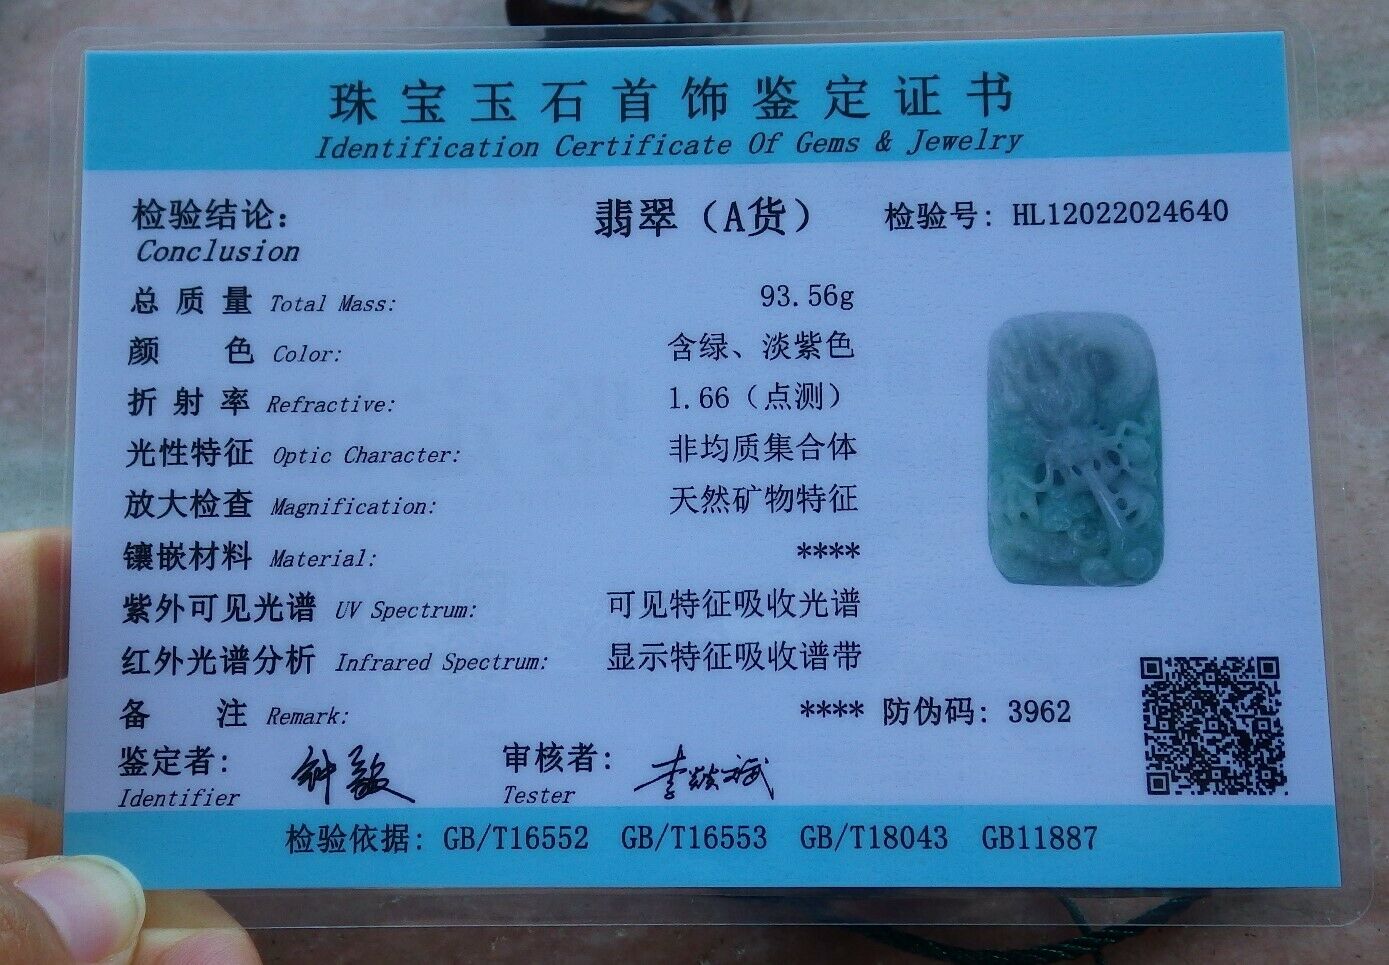 珠宝玉石首饰鉴定证书
Identification Certificate Of Gems & Jewelry
检验结论: 翡翠（A货） 检验号: HL12022024640
Conclusion
总质量 Total Mass: 93.56g
颜色 Color: 含绿、淡紫色
折射率 Refractive: 1.66（点测）
光性特征 Optic Character: 非均质集合体
放大检查 Magnification: 天然矿物特征
镶嵌材料 Material: ****
紫外可见光谱 UV Spectrum: 可见特征吸收光谱
红外光谱分析 Infrared Spectrum: 显示特征吸收谱带
备注 Remark: **** 防伪码: 3962
鉴定者: 钟敏 审核者:
Identifier Tester
检验依据: GB/T16552 GB/T16553 GB/T18043 GB11887